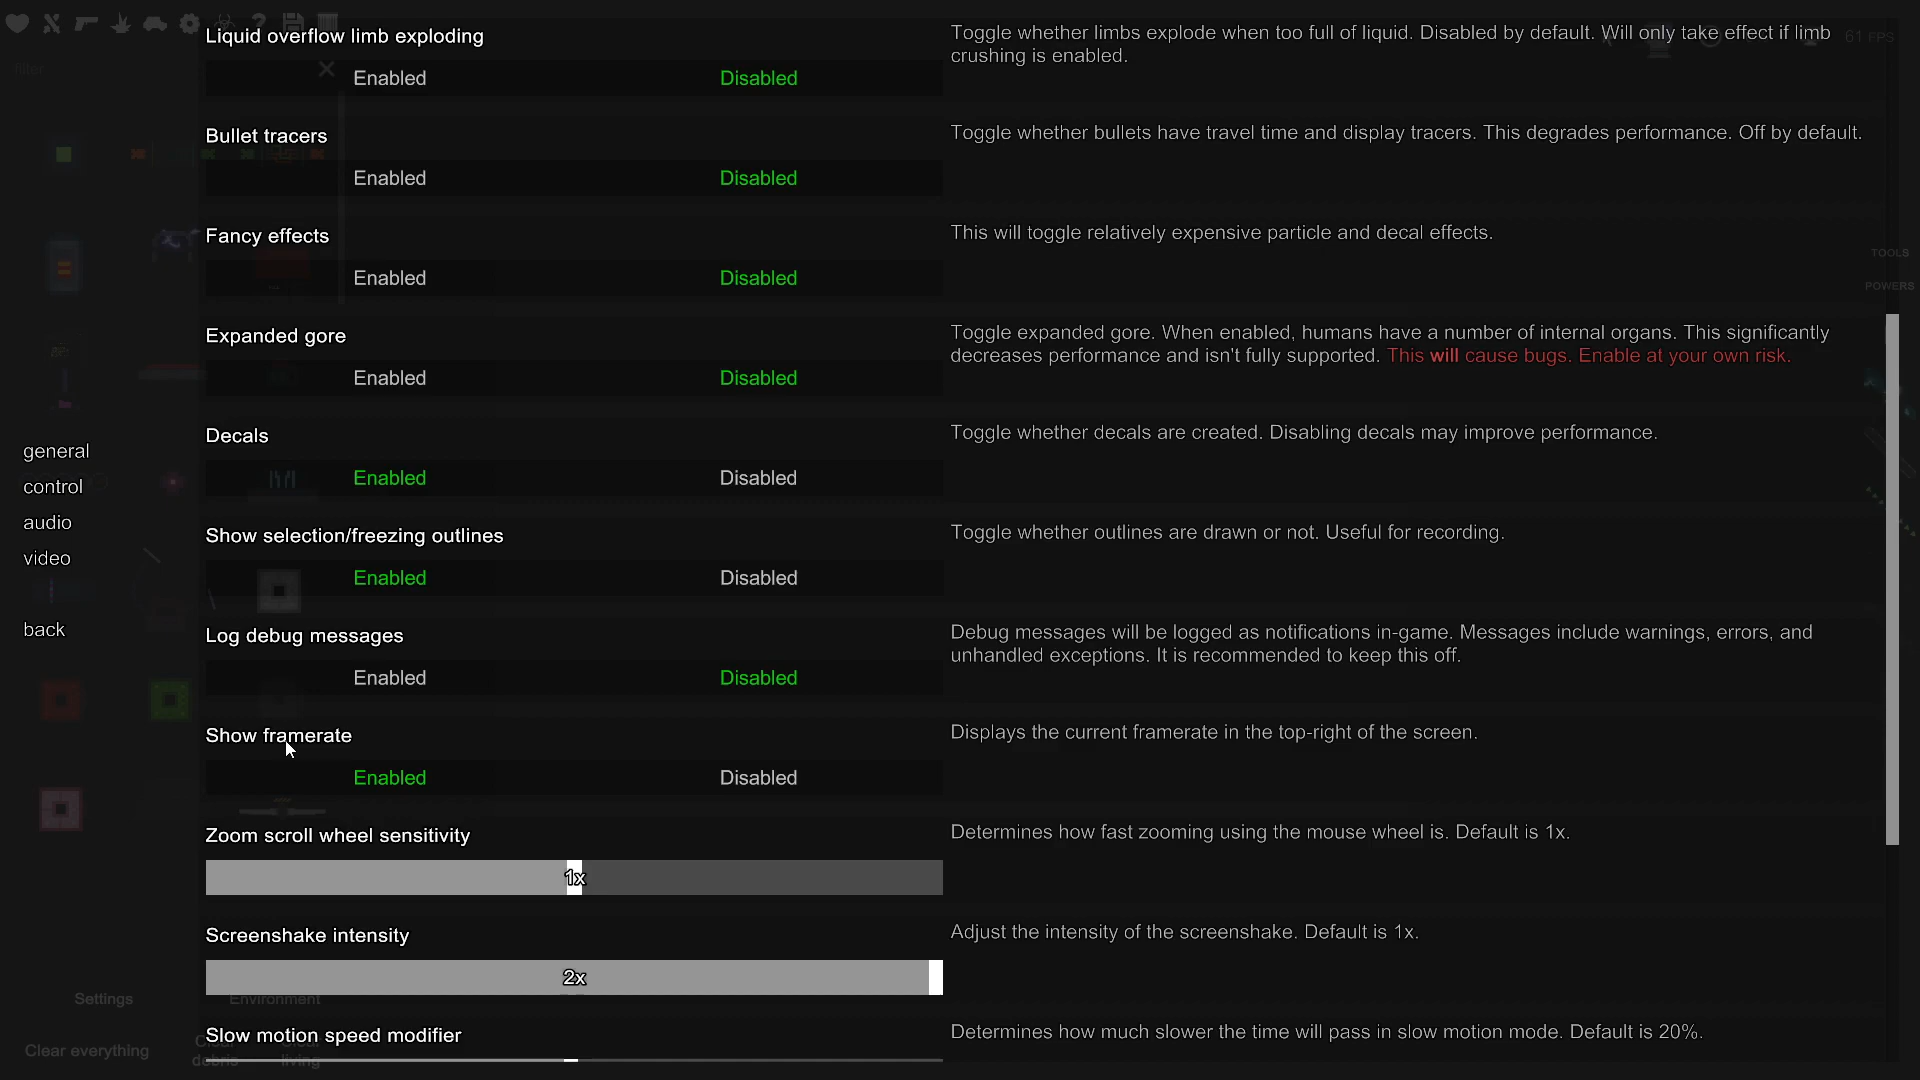 Liquid overflow limb exploding
Toggle whether limbs explode when too full of liquid. Disabled by default. Will only take effect if limb
crushing is enabled.
61 FPS
filter
Enabled
Disabled
Bullet tracers
Toggle whether bullets have travel time and display tracers. This degrades performance. Off by default.
Enabled
Disabled
Fancy effects
This will toggle relatively expensive particle and decal effects.
TOOLS
Enabled
Disabled
POWERS
Expanded gore
Toggle expanded gore. When enabled, humans have a number of internal organs. This significantly
decreases performance and isn't fully supported. This will cause bugs. Enable at your own risk.
Enabled
Disabled
Decals
Toggle whether decals are created. Disabling decals may improve performance.
general
Enabled
Disabled
control
audio
Show selection/freezing outlines
Toggle whether outlines are drawn or not. Useful for recording.
video
Enabled
Disabled
back
Log debug messages
Debug messages will be logged as notifications in-game. Messages include warnings, errors, and
unhandled exceptions. It is recommended to keep this off.
Enabled
Disabled
Show framerate
Displays the current framerate in the top-right of the screen.
Enabled
Disabled
Zoom scroll wheel sensitivity
Determines how fast zooming using the mouse wheel is. Default is 1x.
1x
Screenshake intensity
Adjust the intensity of the screenshake. Default is 1x.
2x
Settings
Environment
Slow motion speed modifier
Determines how much slower the time will pass in slow motion mode. Default is 20%.
Clear everything
Clear
debris
Clear
living